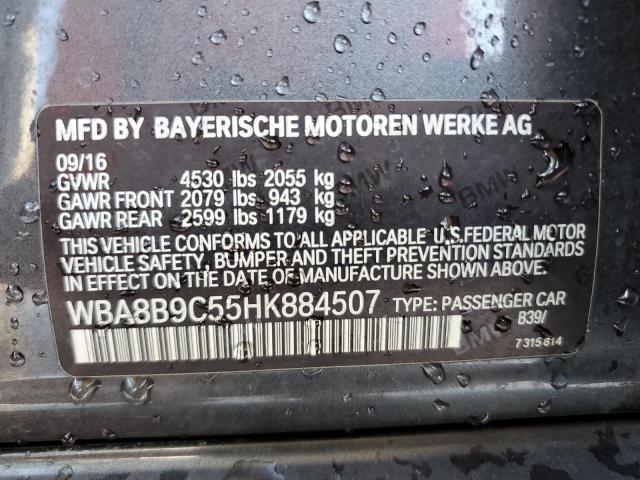 MFD BY BAYERISCHE MOTOREN WERKE AG
09/16
GVWR 4530 lbs 2055 kg
GAWR FRONT 2079 lbs 943 kg
GAWR REAR 2599 lbs 1179 kg
THIS VEHICLE CONFORMS TO ALL APPLICABLE U.S.FEDERAL MOTOR
VEHICLE SAFETY, BUMPER AND THEFT PREVENTION STANDARDS
IN EFFECT ON THE DATE OF MANUFACTURE SHOWN ABOVE.
WBA8B9C55HK884507 TYPE: PASSENGER CAR
B39/
7315614